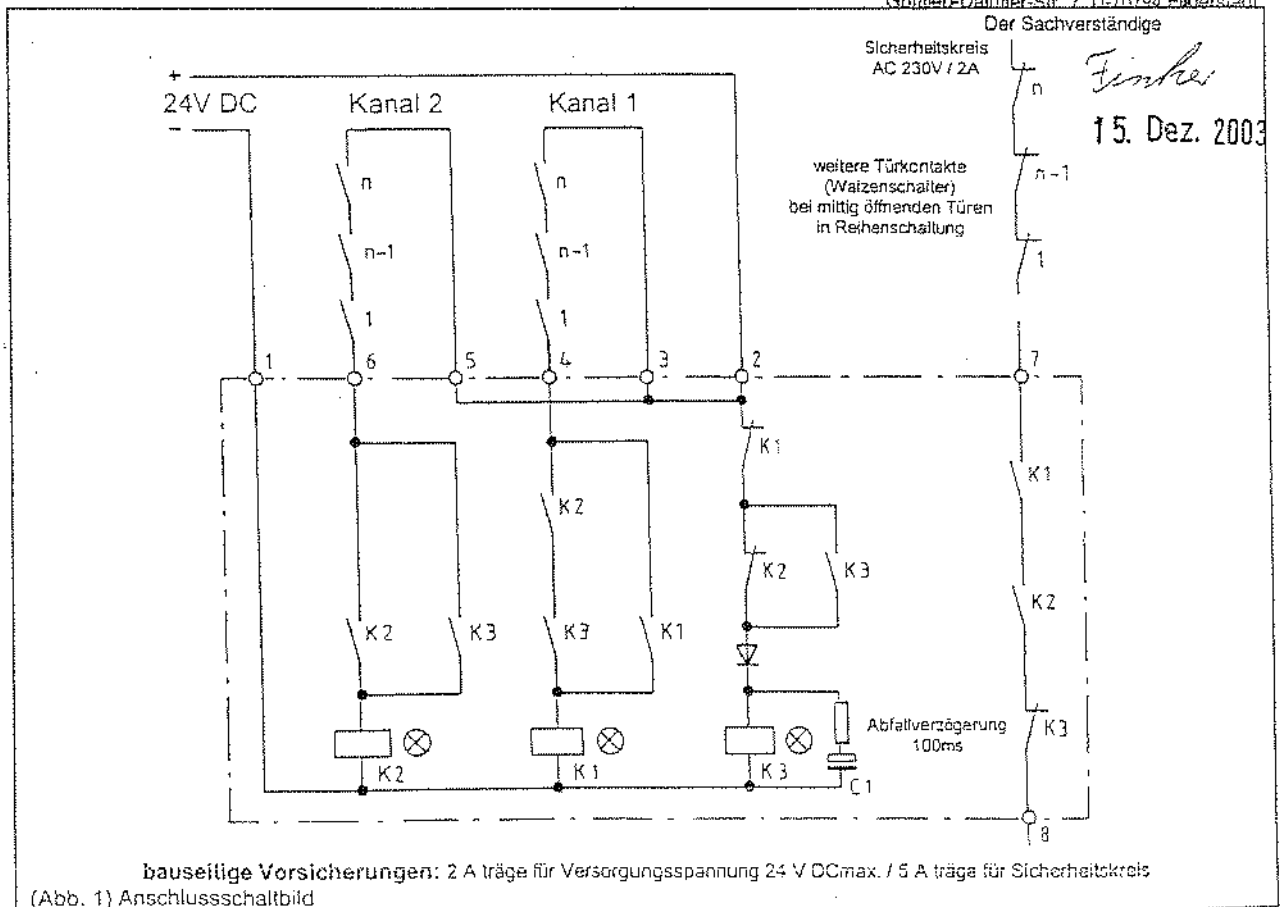 Der Sachverständige
Sicherheitskreis
AC 230V / 2A
15. Dez. 2003
+
24V DC
-
Kanal 2
Kanal 1
n
n
n
n-1
n-1
n-1
weitere Türkontakte
(Walzenschalter)
bei mittig öffnenden Türen
in Reihenschaltung
1
1
1
1
6
5
4
3
2
7
K1
K1
K2
K2
K3
K2
K2
K3
K3
K1
K3
Abfallverzögerung
100ms
K2
K1
K3
C1
8
bauseitige Vorsicherungen: 2 A träge für Versorgungsspannung 24 V DCmax. / 5 A träge für Sicherheitskreis
(Abb. 1) Anschlussschaltbild